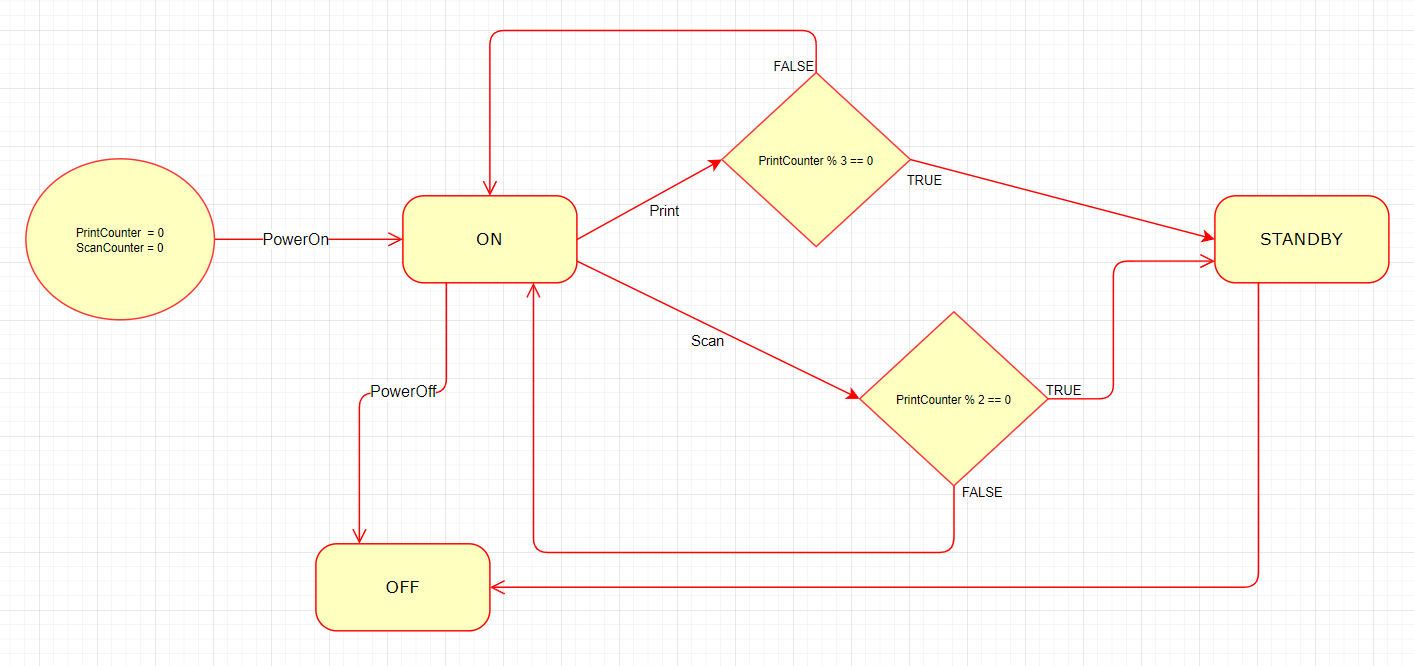 FALSE
PrintCounter % 3 == 0
TRUE
Print
PrintCounter  = 0
ScanCounter = 0
PowerOn
ON
STANDBY
Scan
PowerOff
PrintCounter % 2 == 0
TRUE
FALSE
OFF